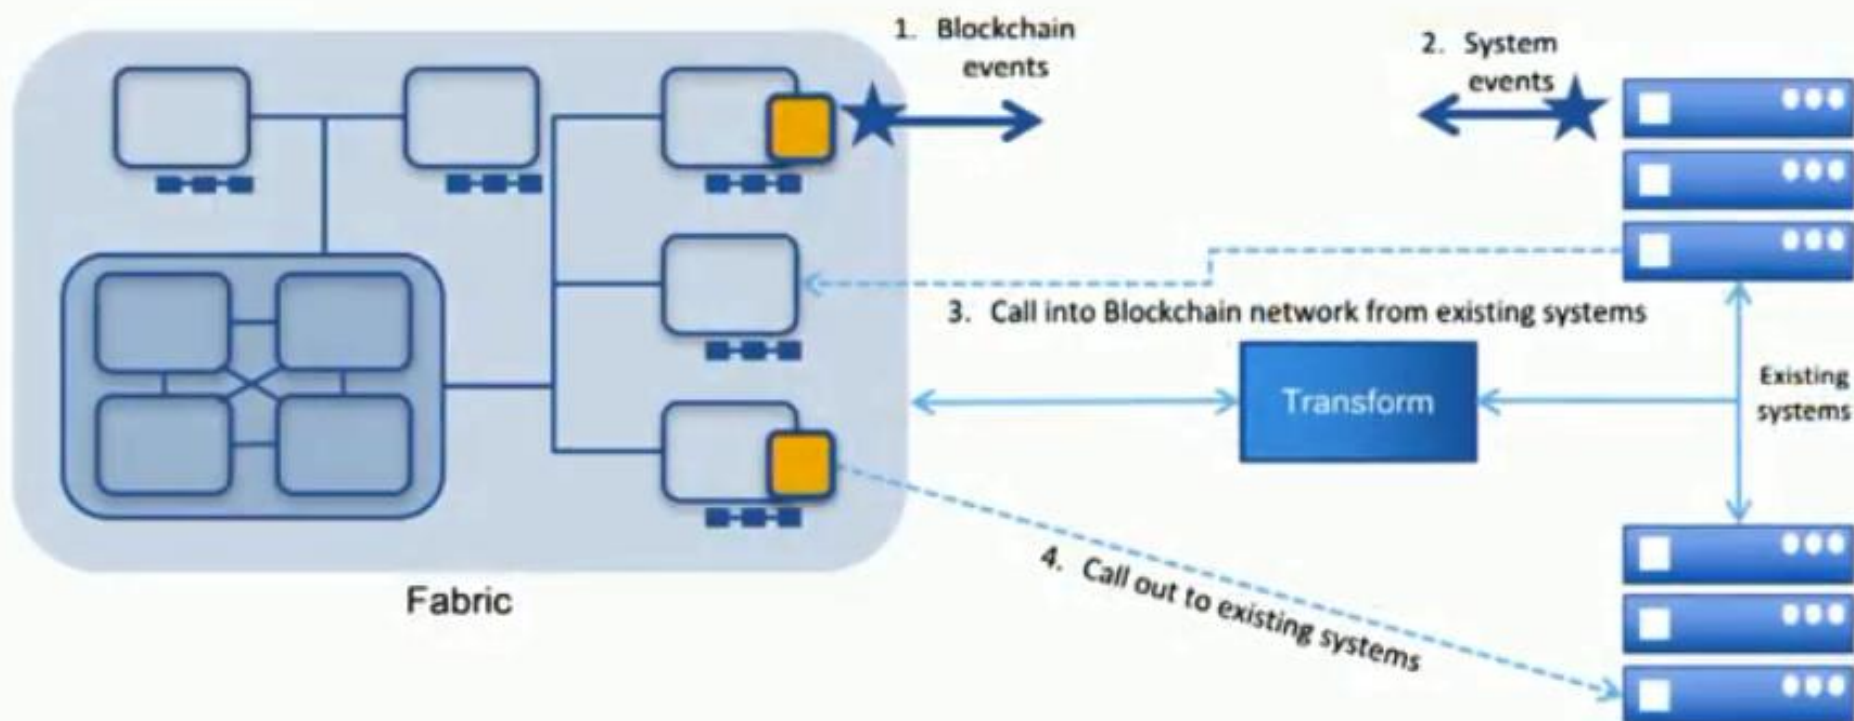 1. Blockchain
events
2. System
events
3. Call into Blockchain network from existing systems
Transform
Existing
systems
4. Call out to existing systems
Fabric